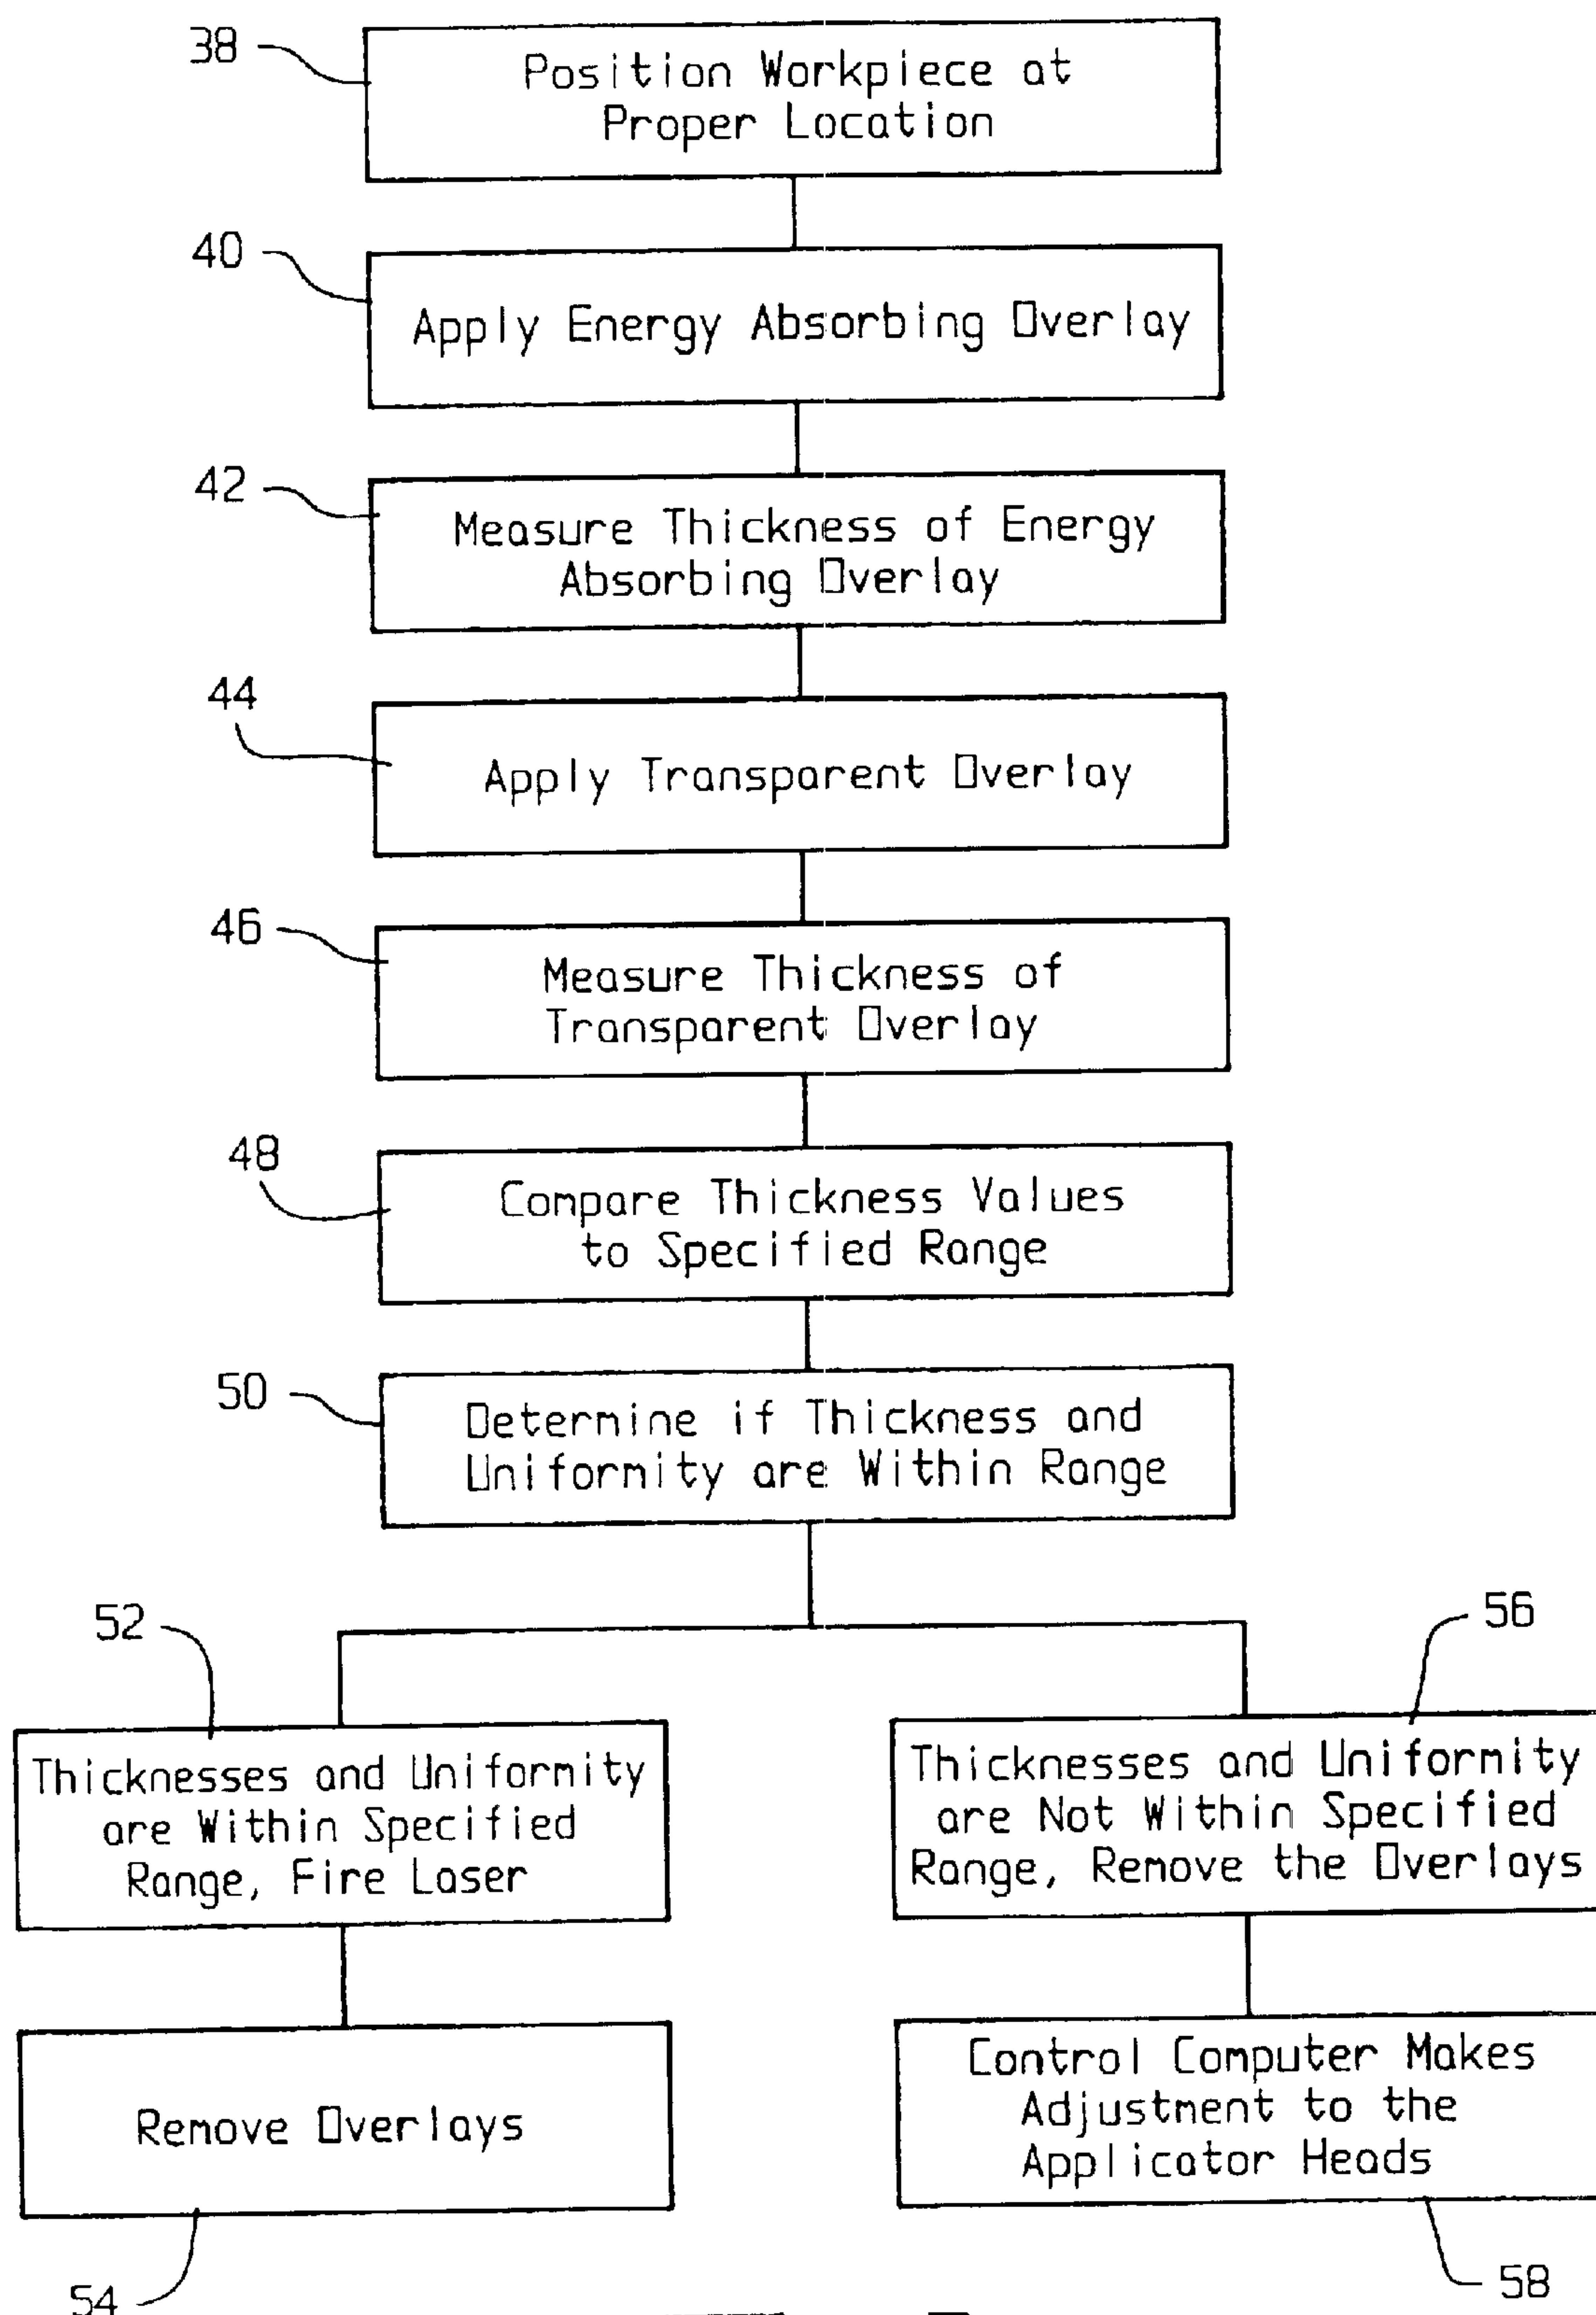 38
Position Workpiece at
Proper Location
40
Apply Energy Absorbing Overlay
42
Measure Thickness of Energy
Absorbing Overlay
44
Apply Transparent Overlay
46
Measure Thickness of
Transparent Overlay
48
Compare Thickness Values
to Specified Range
50
Determine if Thickness and
Uniformity are Within Range
52
Thicknesses and Uniformity
are Within Specified
Range, Fire Laser
56
Thicknesses and Uniformity
are Not Within Specified
Range, Remove the Overlays
Remove Overlays
54
Control Computer Makes
Adjustment to the
Applicator Heads
58